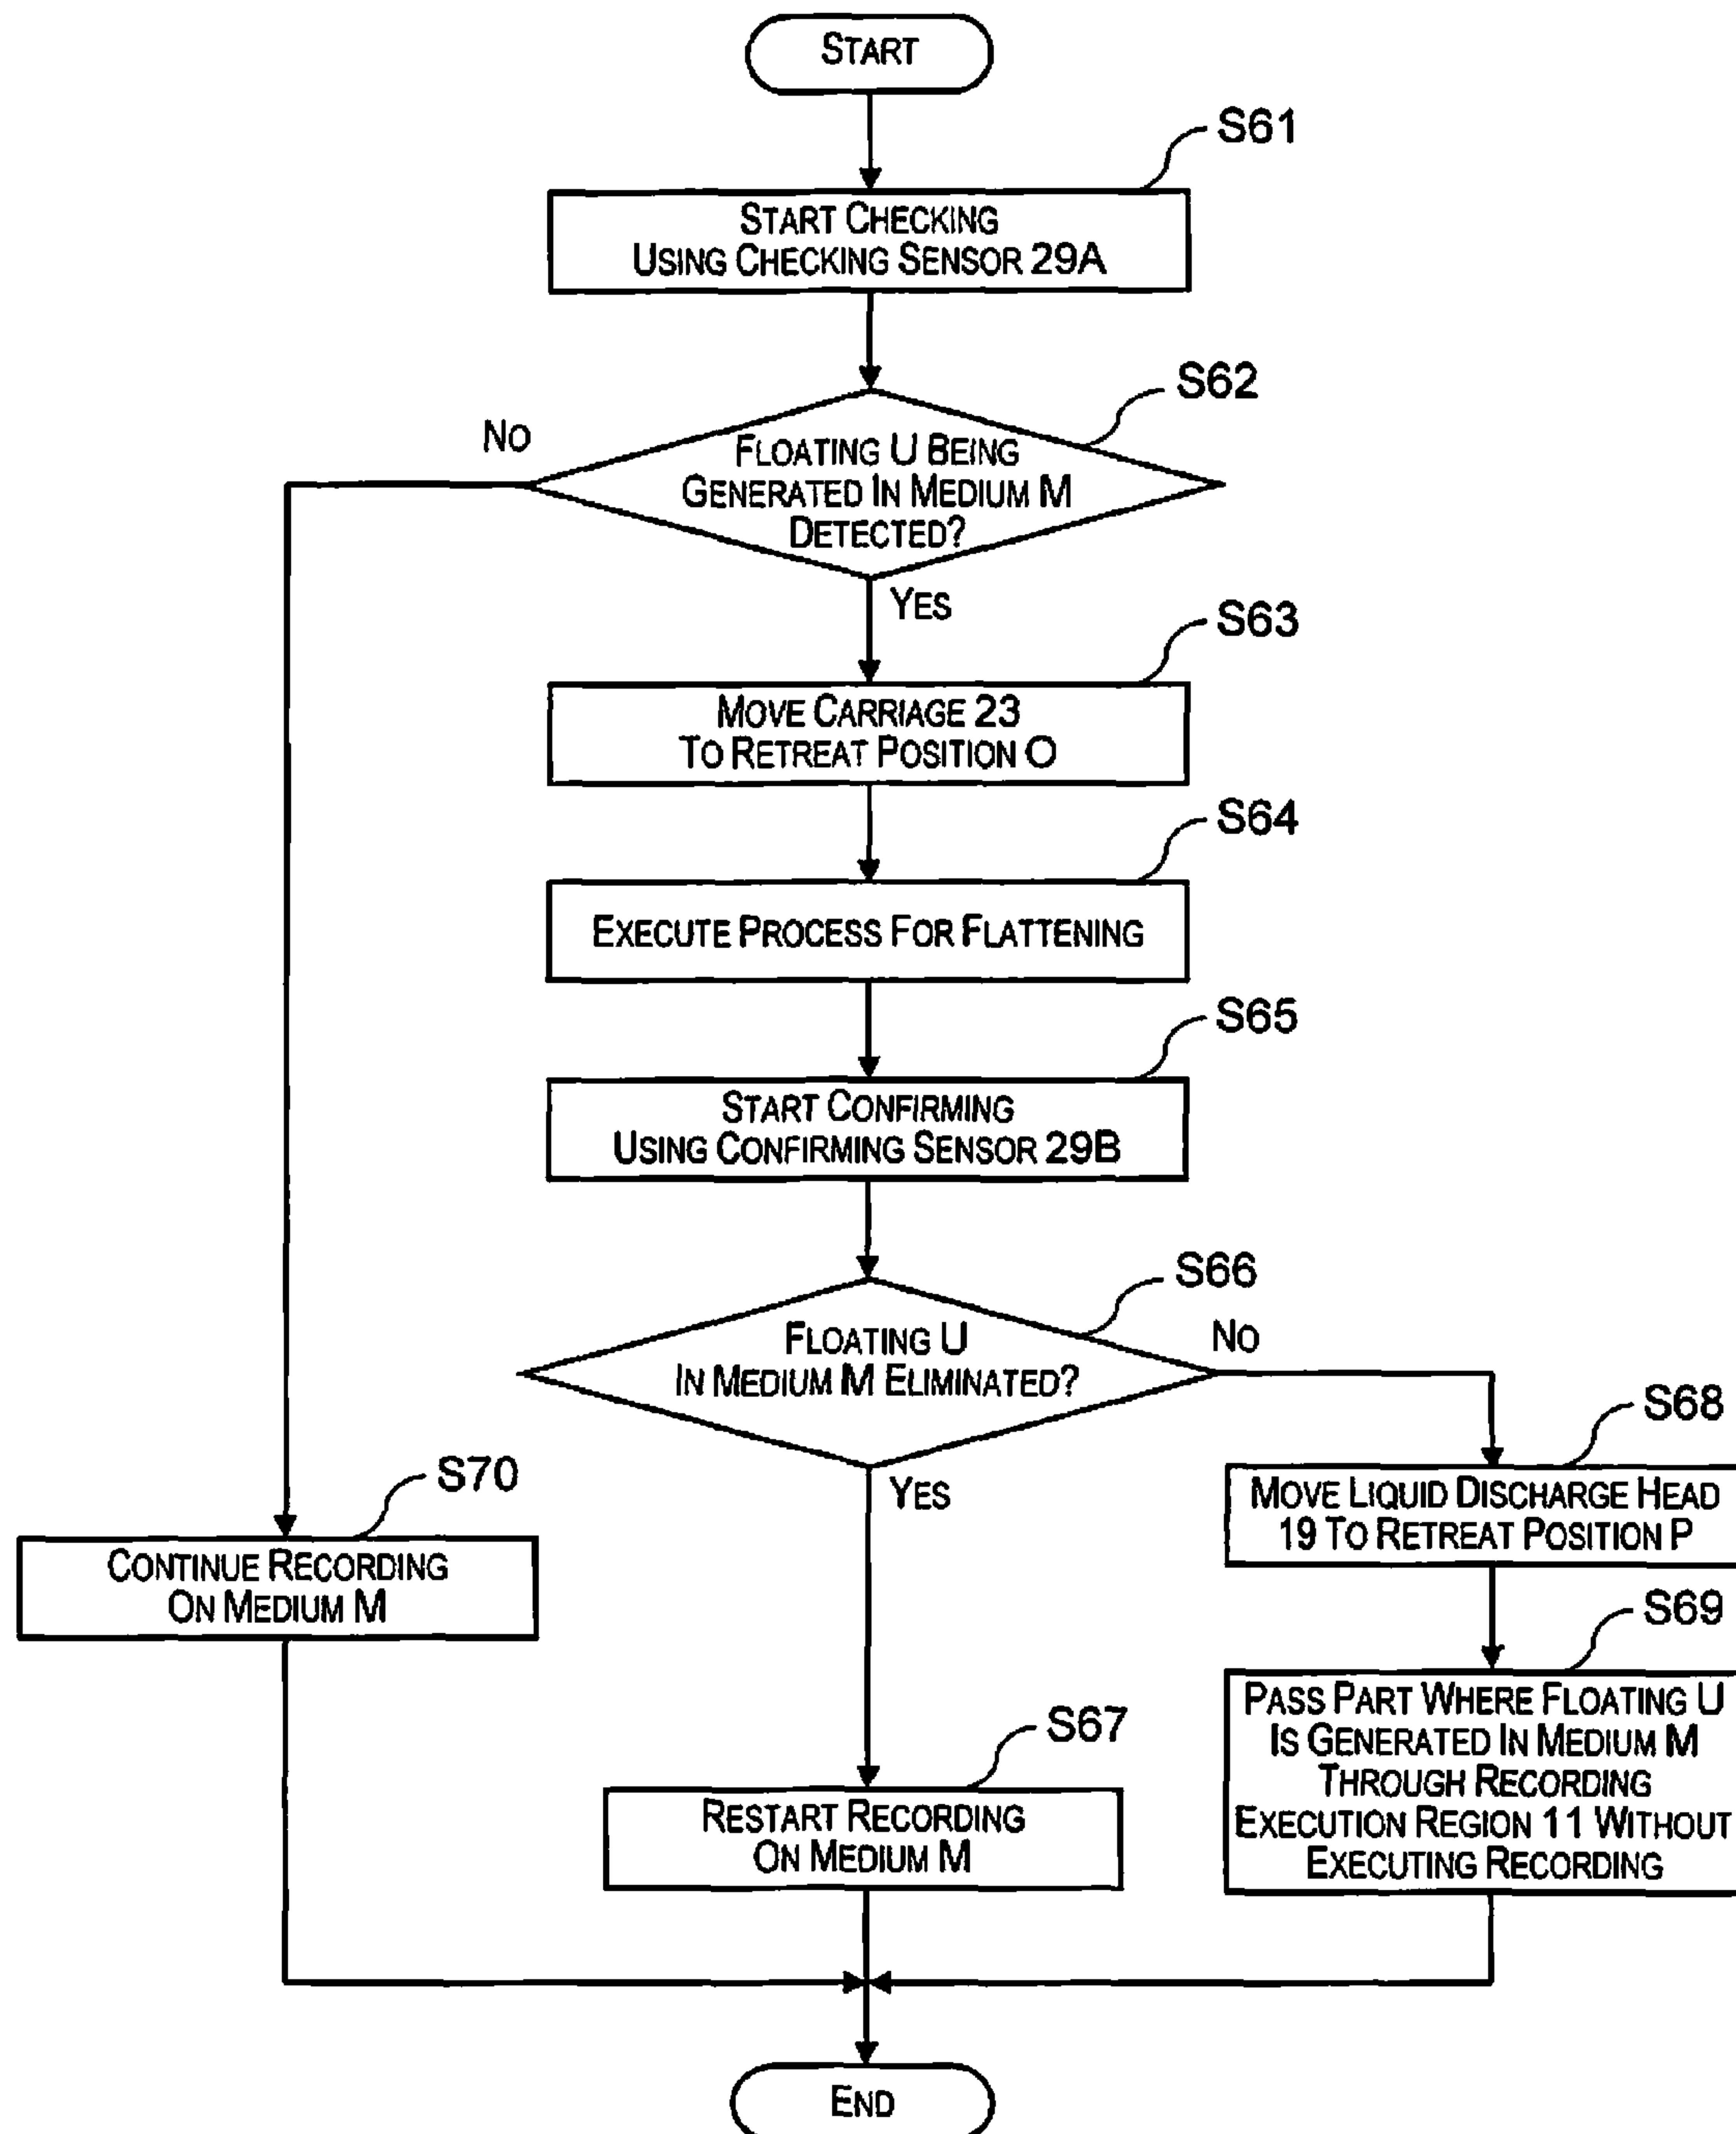 START
S61
START CHECKING
USING CHECKING SENSOR 29A
S62
NO
FLOATING U BEING
GENERATED IN MEDIUM M
DETECTED?
YES
S63
MOVE CARRIAGE 23
TO RETREAT POSITION O
S64
EXECUTE PROCESS FOR FLATTENING
S65
START CONFIRMING
USING CONFIRMING SENSOR 29B
S66
FLOATING U
IN MEDIUM M ELIMINATED?
NO
YES
S68
MOVE LIQUID DISCHARGE HEAD
19 TO RETREAT POSITION P
S70
CONTINUE RECORDING
ON MEDIUM M
S69
PASS PART WHERE FLOATING U
IS GENERATED IN MEDIUM M
THROUGH RECORDING
EXECUTION REGION 11 WITHOUT
EXECUTING RECORDING
S67
RESTART RECORDING
ON MEDIUM M
END